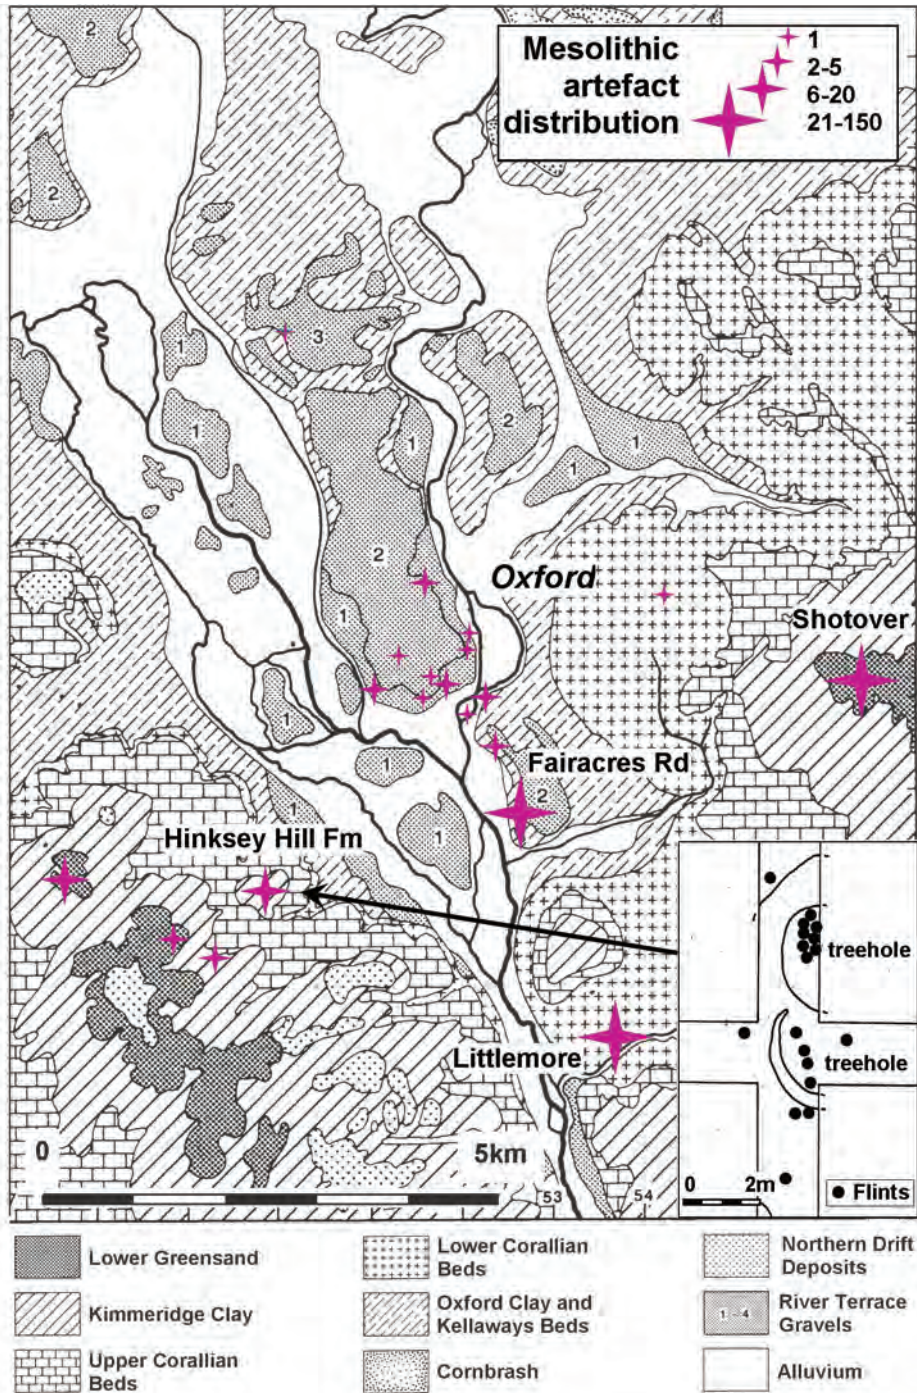 Mesolithic
artefact
distribution
1
2-5
6-20
21-150
2
2
3
3
1
1
1
2
1
1
1
2
1
Oxford
Shotover
1
1
Fairacres Rd
2
1
1
Hinksey Hill Fm
treehole
treehole
Littlemore
0
5km
53
54
0
2m
Flints
Lower Greensand
Kimmeridge Clay
Upper Corallian
Beds
Lower Corallian
Beds
Oxford Clay and
Kellaways Beds
Cornbrash
Northern Drift
Deposits
1 - 4
River Terrace
Gravels
Alluvium